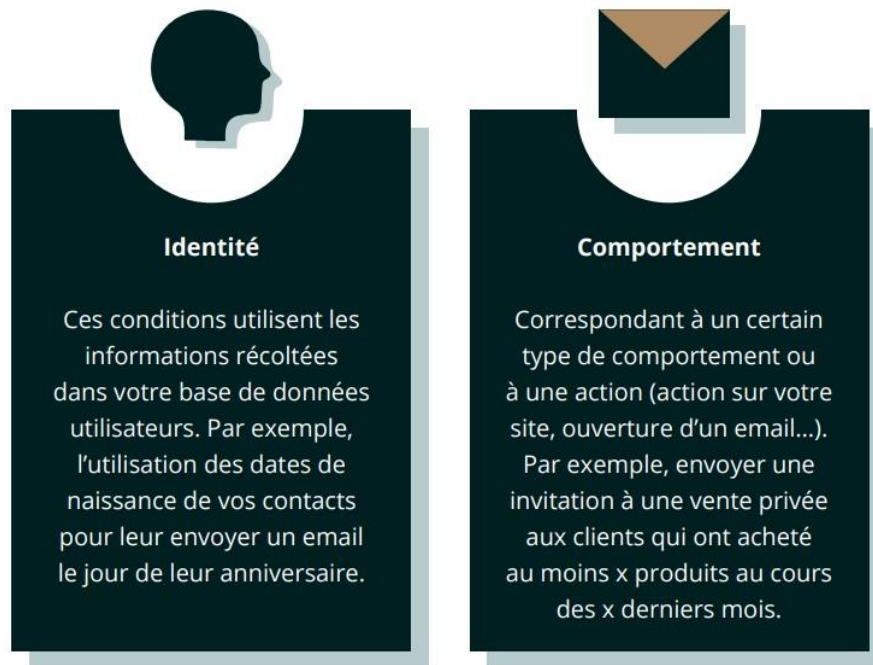 Identité
Ces conditions utilisent les
informations récoltées
dans votre base de données
utilisateurs. Par exemple,
l’utilisation des dates de
naissance de vos contacts
pour leur envoyer un email
le jour de leur anniversaire.
Comportement
Correspondant à un certain
type de comportement ou
à une action (action sur votre
site, ouverture d’un email...).
Par exemple, envoyer une
invitation à une vente privée
aux clients qui ont acheté
au moins x produits au cours
des x derniers mois.